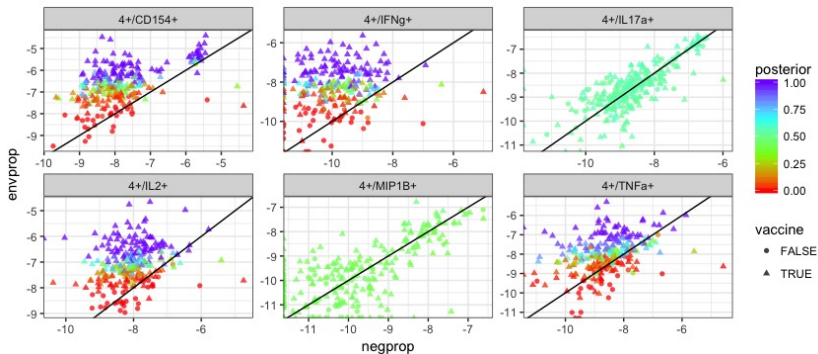 4+/CD154+ 4+/IFNg+ 4+/IL17a+
-5 -6 -7 -8 -9
-10 -9 -8 -7 -6 -5
-6 -8 -10
-10 -8 -6
-7 -8 -9 -10 -11
-10 -8 -6
4+/IL2+ 4+/MIP1B+ 4+/TNFa+
-5 -6 -7 -8 -9
-10 -8 -6
-7 -8 -9 -10 -11
-11 -10 -9 -8 -7
-6 -7 -8 -9 -10 -11
-10 -8 -6
envprop
negprop
posterior
1.00
0.75
0.50
0.25
0.00
vaccine
FALSE
TRUE